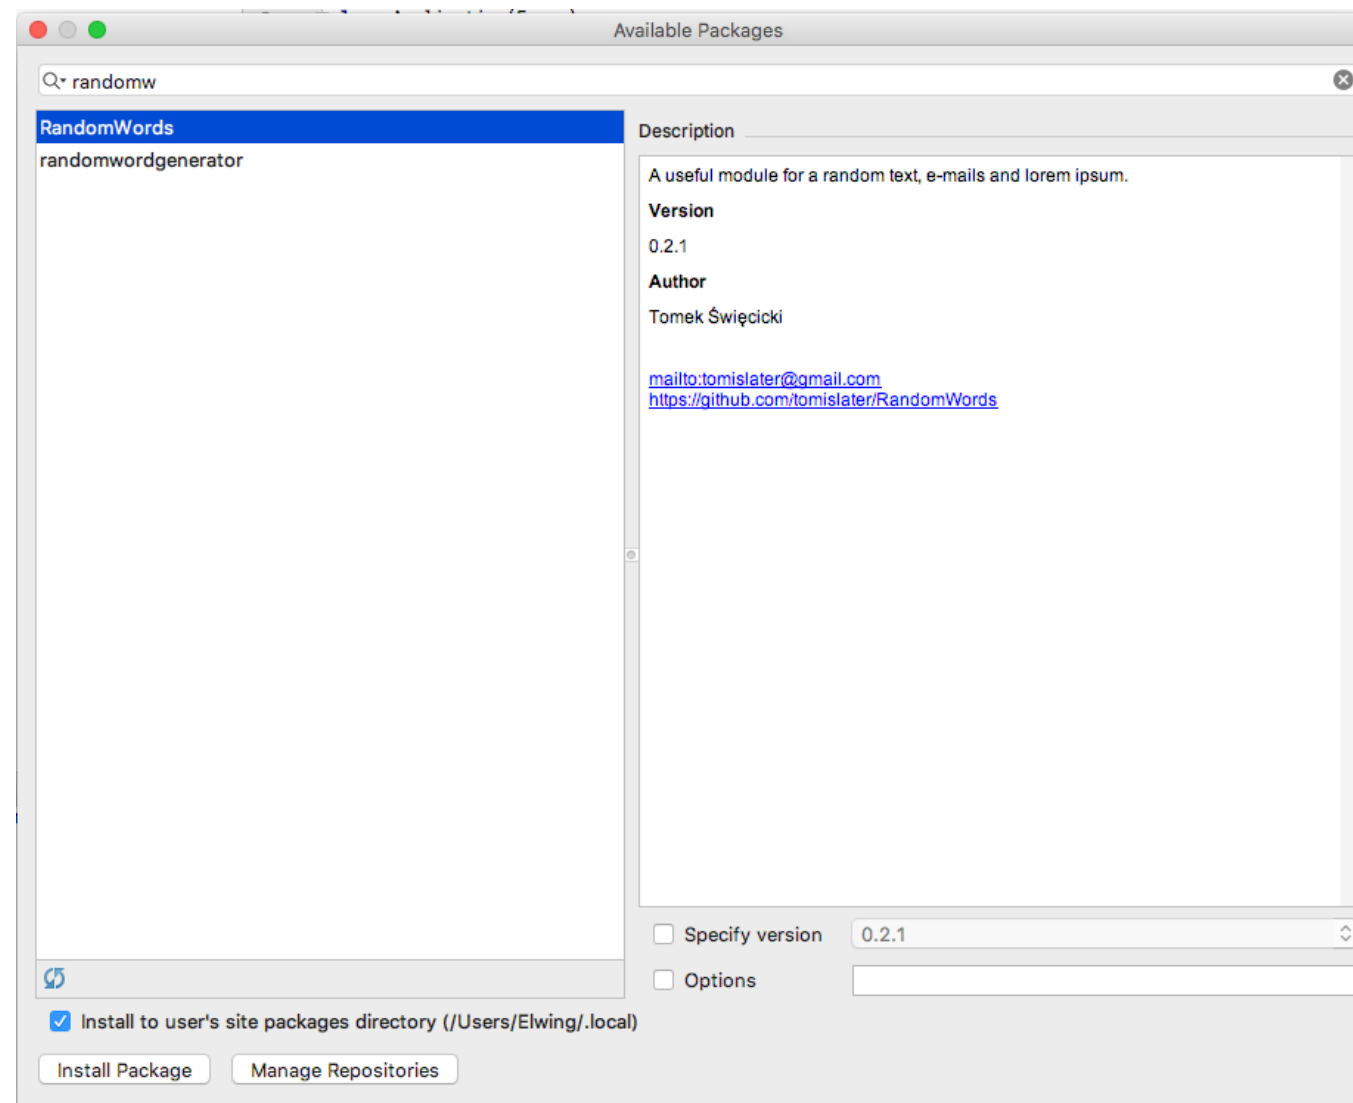 Available Packages
randomw
RandomWords
randomwordgenerator
Description
A useful module for a random text, e-mails and lorem ipsum.
Version
0.2.1
Author
Tomek Święcicki
mailto:tomislater@gmail.com
https://github.com/tomislater/RandomWords
Specify version
0.2.1
Options
Install to user's site packages directory (/Users/Elwing/.local)
Install Package
Manage Repositories